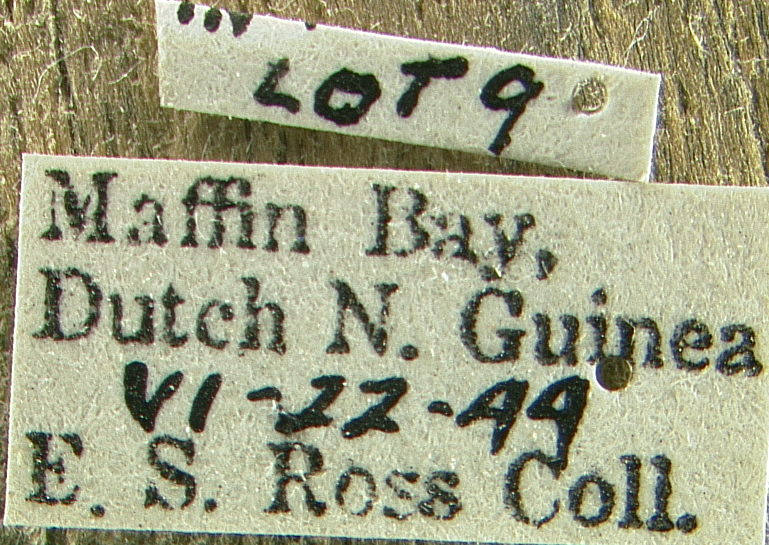 LOT 9
Maffin Bay,
Dutch N. Guinea
VI-22-44
E. S. Ross Coll.